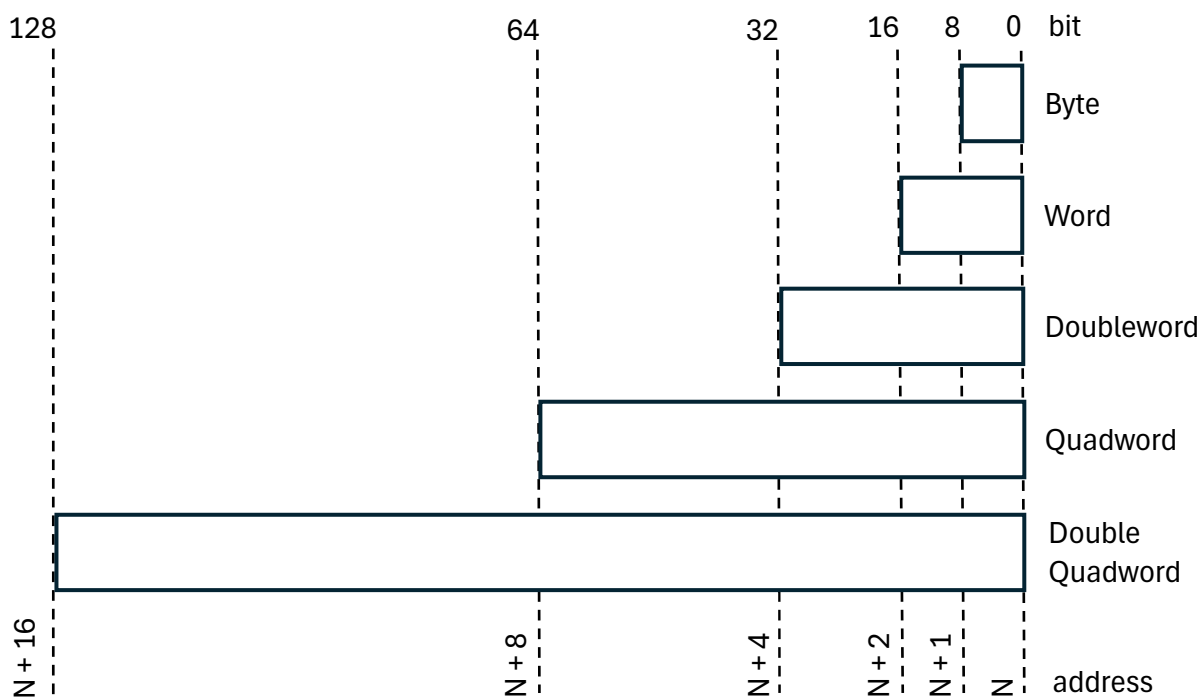 128 64 32 16 8 0 bit
Byte
Word
Doubleword
Quadword
Double
Quadword
N + 16 N + 8 N + 4 N + 2 N + 1 N address